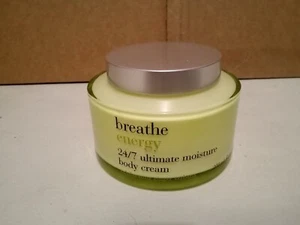 breathe
energy
24/7 ultimate moisture
body cream